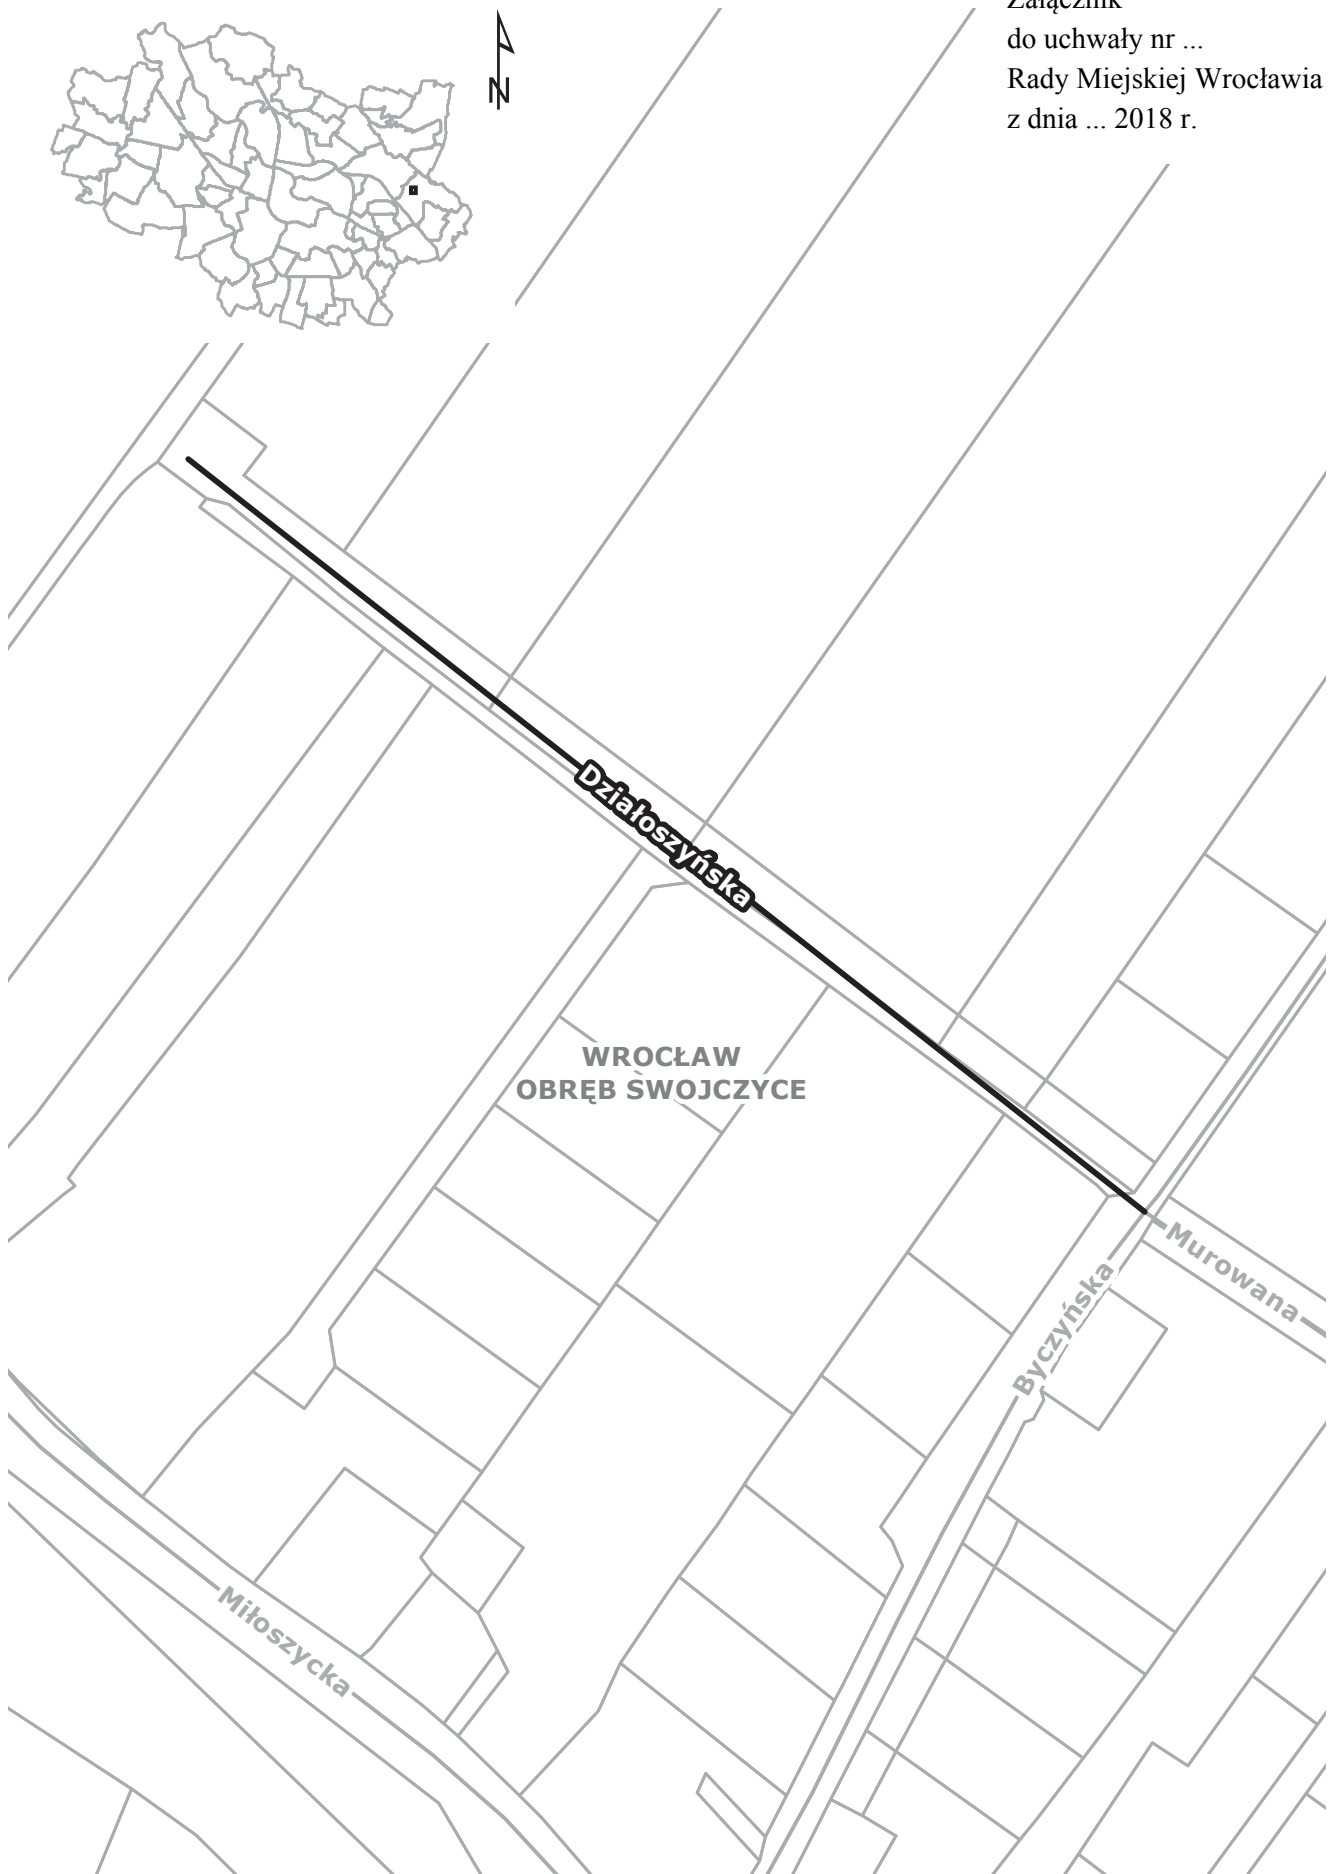 Załącznik
do uchwały nr ...
Rady Miejskiej Wrocławia
z dnia ... 2018 r.
N
Działoszyńska
WROCŁAW
OBRĘB SWOJCZYCE
Murowana
Byczyńska
Miłoszycka